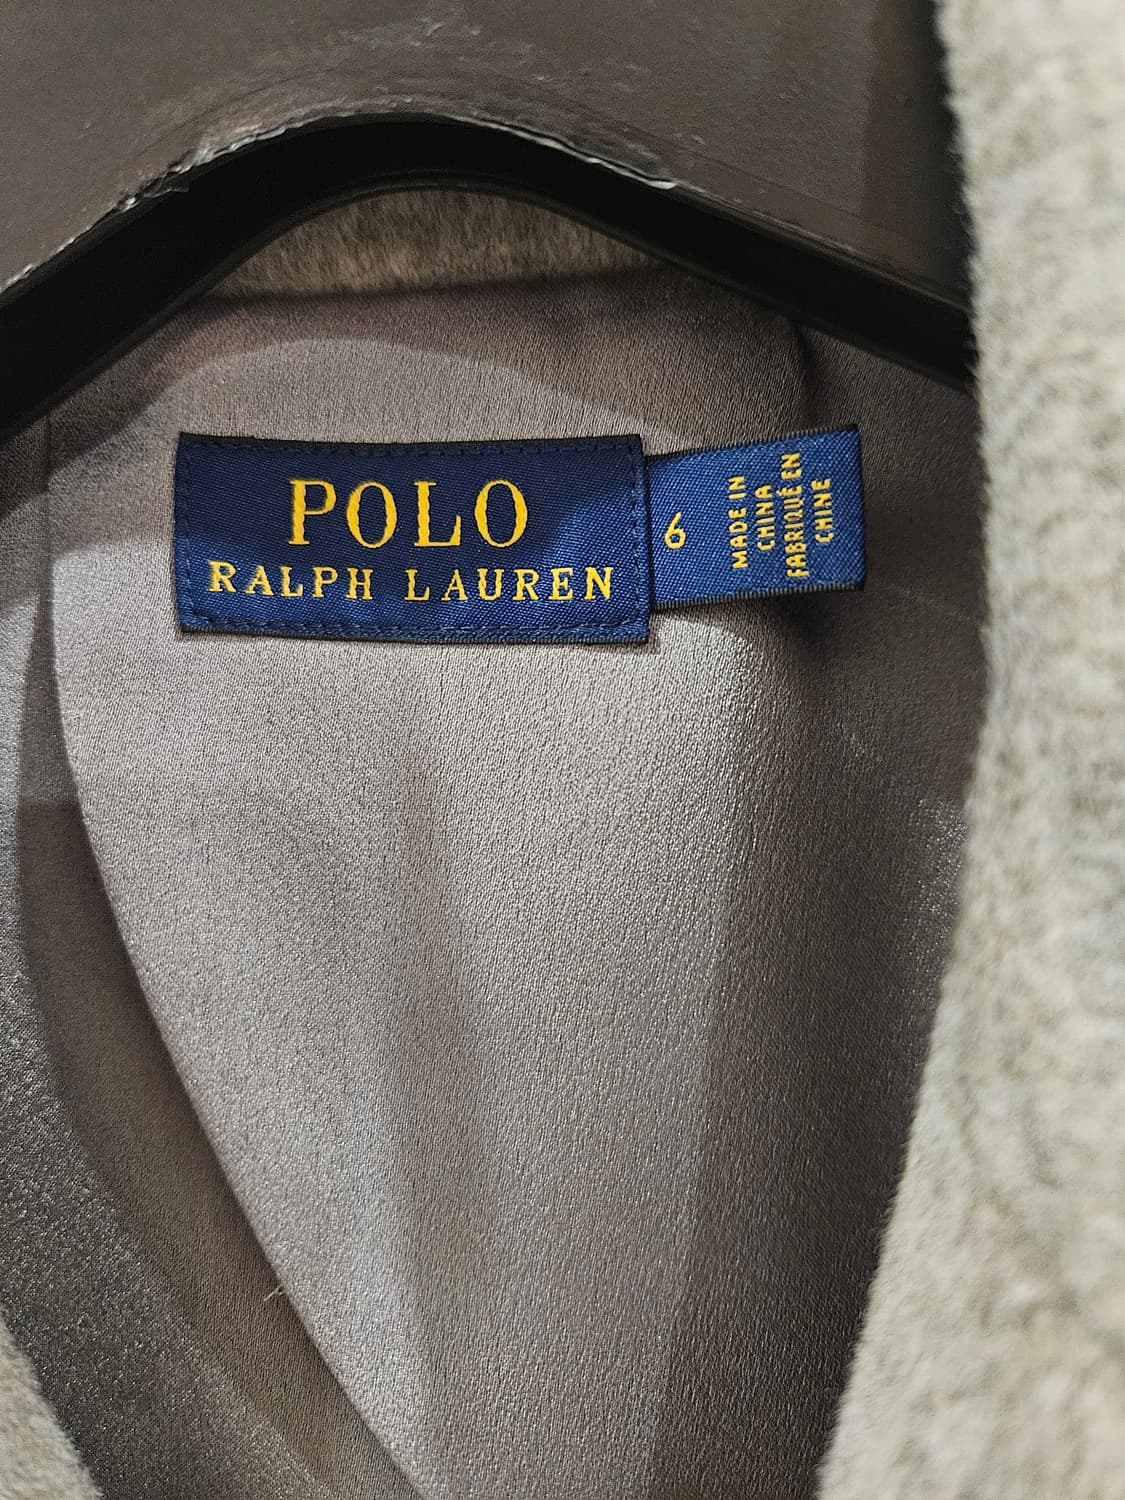 POLO
RALPH LAUREN
6
MADE IN
CHINA
FABRIQUÉ EN
CHINE